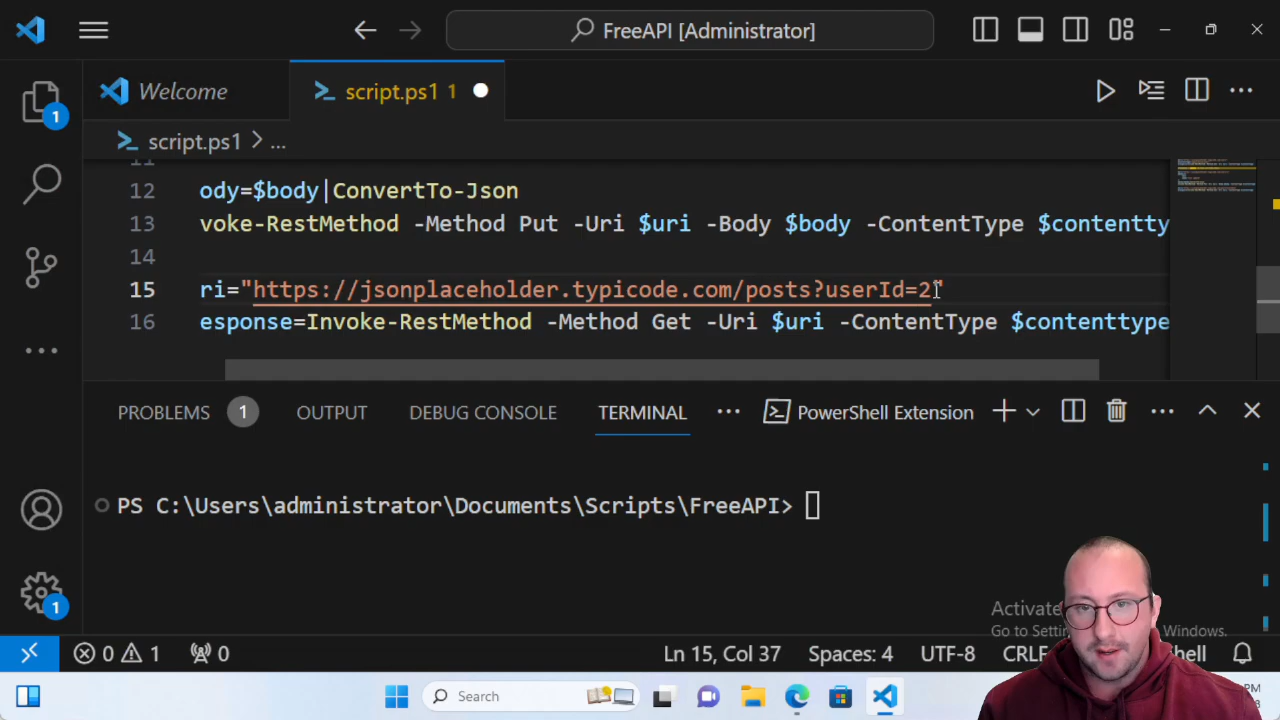 FreeAPI [Administrator]
Welcome
script.ps1 1
script.ps1 > ...
11
12 ody=$body|ConvertTo-Json
13 voke-RestMethod -Method Put -Uri $uri -Body $body -ContentType $contentty
14
15 ri="https://jsonplaceholder.typicode.com/posts?userId=2"
16 esponse=Invoke-RestMethod -Method Get -Uri $uri -ContentType $contenttype
PROBLEMS 1 OUTPUT DEBUG CONSOLE TERMINAL ... PowerShell Extension
PS C:\Users\administrator\Documents\Scripts\FreeAPI>
Activate
Go to Windows.
1
1
0 1 0 Ln 15, Col 37 Spaces: 4 UTF-8 CRLF
Search